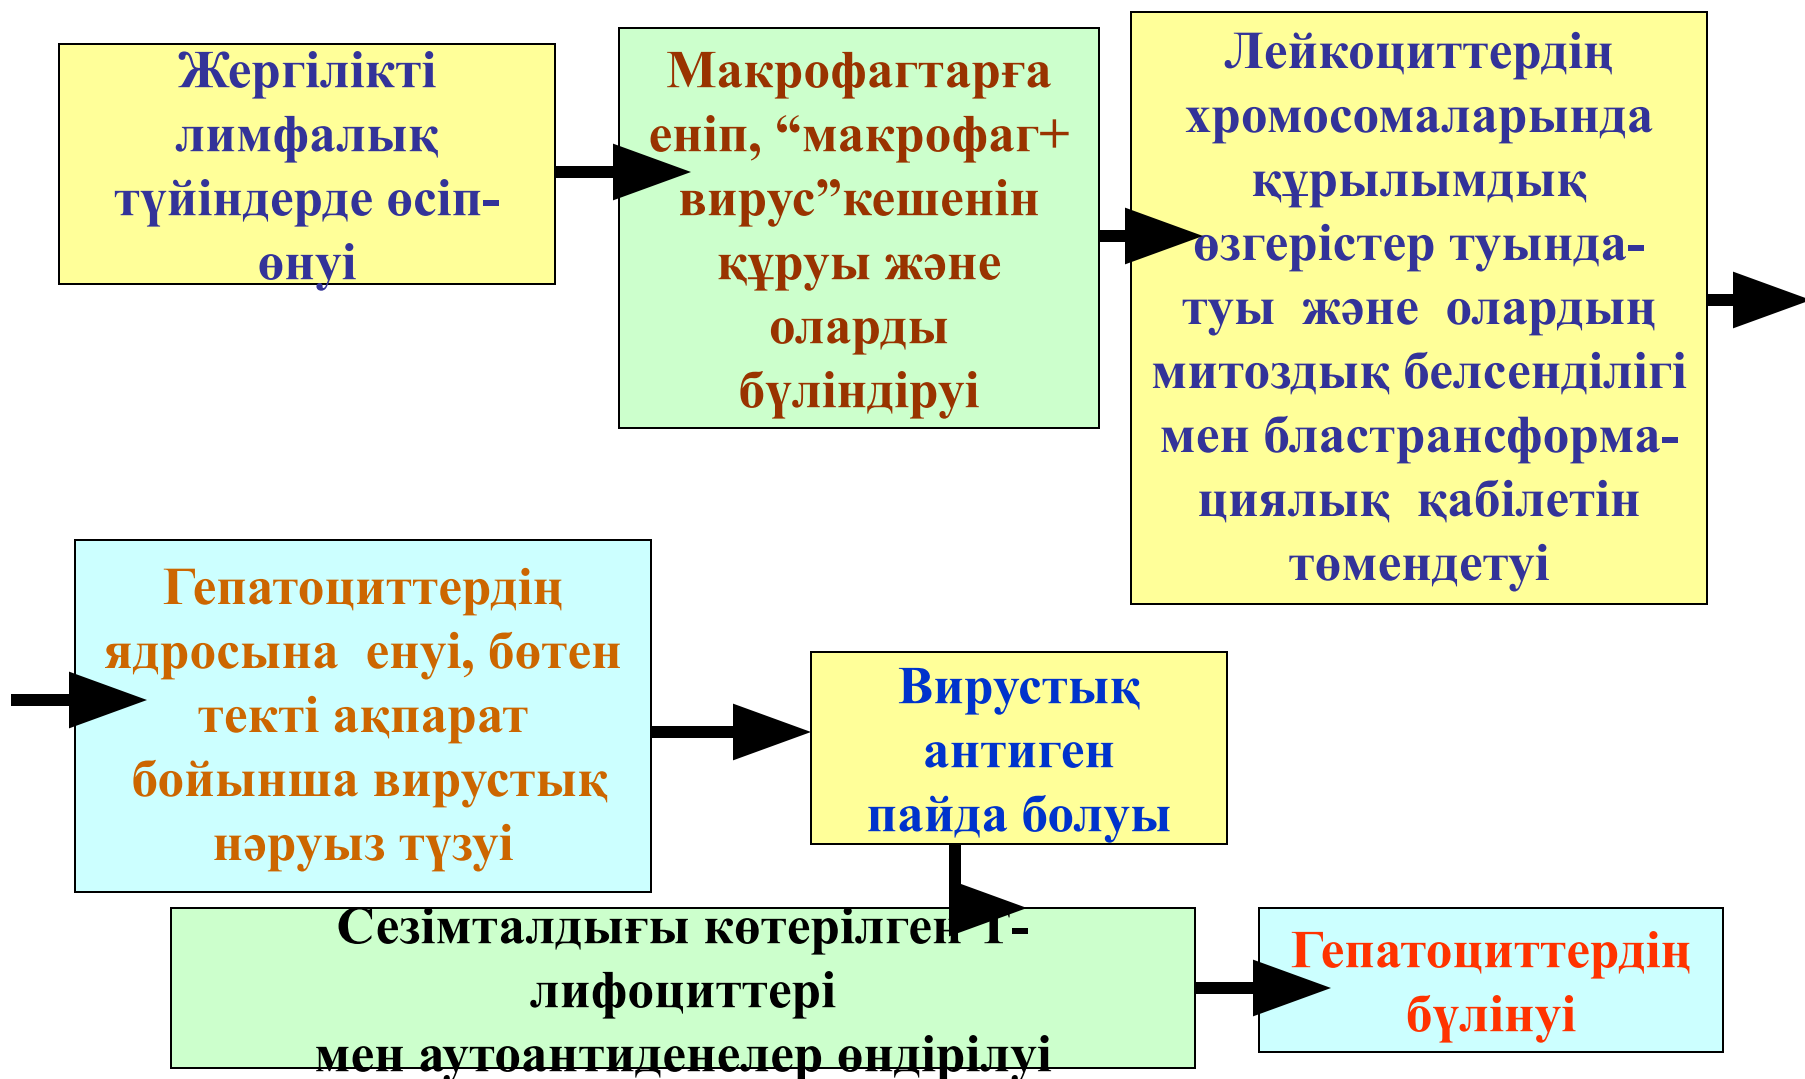 Жергілікті
лимфалық
түйіндерде өсіп-
өнуі
Макрофагтарға
еніп, “макрофаг+
вирус”кешенін
құруы және
оларды
бүліндіруі
Лейкоциттердің
хромосомаларында
құрылымдық
өзгерістер туында-
туы және олардың
митоздық белсенділігі
мен бластрансформа-
циялық қабілетін
төмендетуі
Гепатоциттердің
ядросына енуі, бөтен
текті ақпарат
бойынша вирустық
нәруыз түзуі
Вирустық
антиген
пайда болуы
Сезімталдығы көтерілген Т-
лифоциттері
мен аутоантиденелер өндірілуі
Гепатоциттердің
бүлінуі